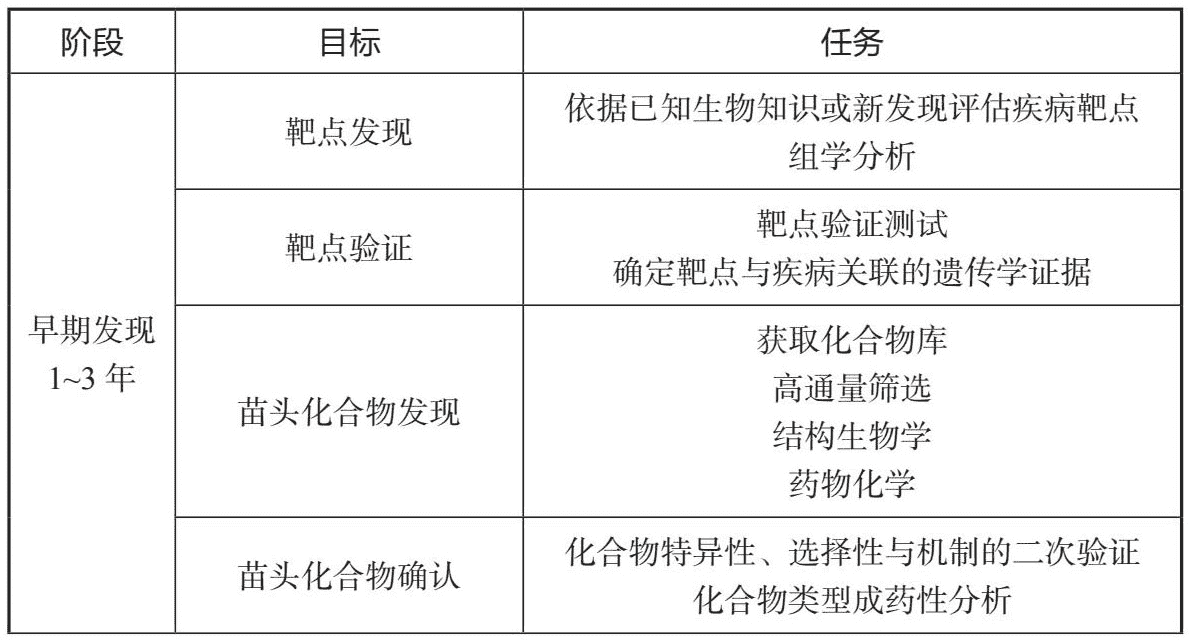 阶段
目标
任务
早期发现
1~3 年
靶点发现
依据已知生物知识或新发现评估疾病靶点
组学分析
靶点验证
靶点验证测试
确定靶点与疾病关联的遗传学证据
苗头化合物发现
获取化合物库
高通量筛选
结构生物学
药物化学
苗头化合物确认
化合物特异性、选择性与机制的二次验证
化合物类型成药性分析